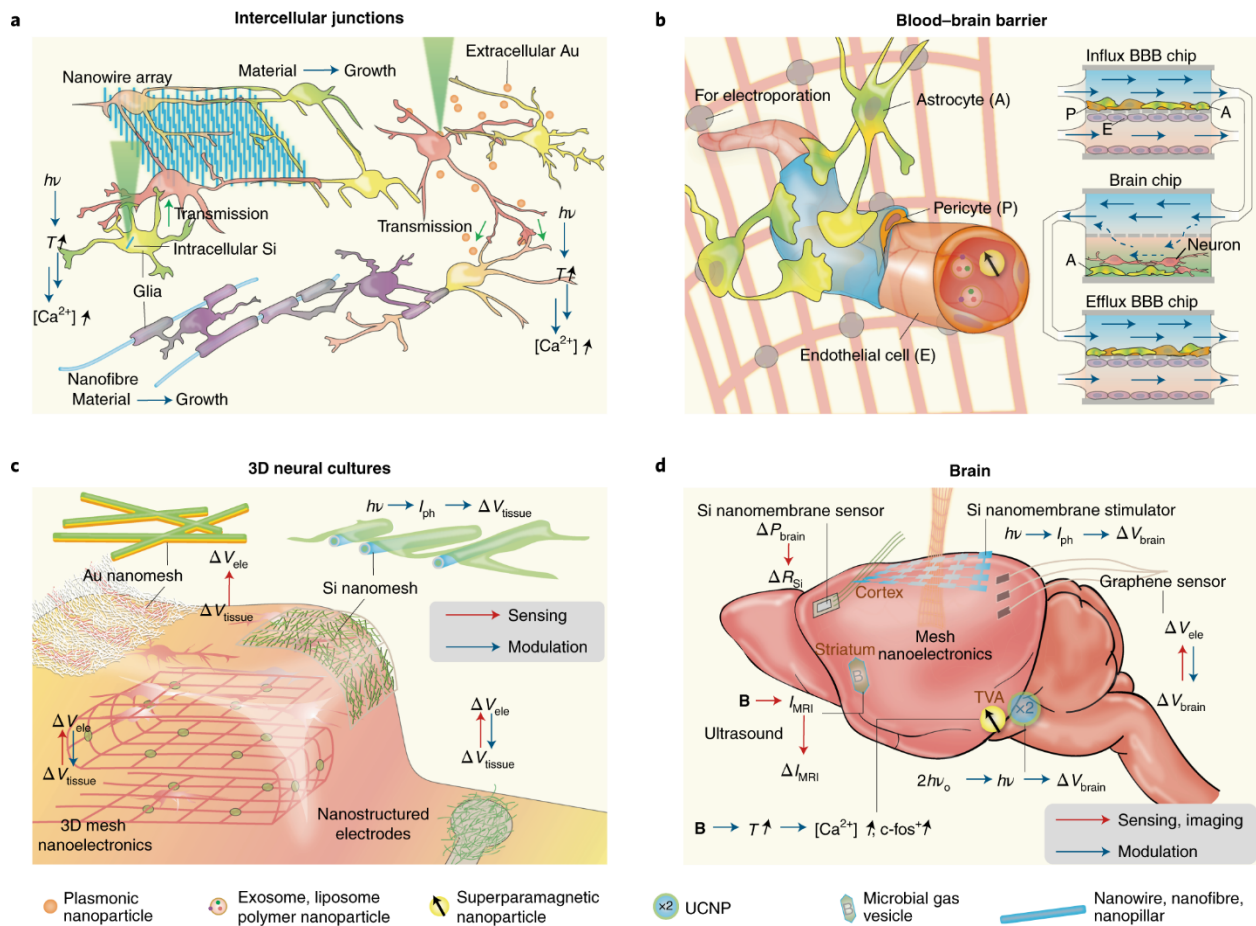 a
Intercellular junctions
Nanowire array
Material → Growth
Extracellular Au
hν
T↑
Transmission
Intracellular Si
Glia
[Ca²⁺] ↑
Transmission
hν
T↑
[Ca²⁺] ↑
Nanofibre
Material → Growth
b
Blood–brain barrier
For electroporation
Astrocyte (A)
Pericyte (P)
Endothelial cell (E)
Influx BBB chip
P
E
A
Brain chip
Neuron
A
Efflux BBB chip
c
3D neural cultures
hν → Iph → ΔVtissue
Au nanomesh
ΔVele
ΔVtissue
Si nanomesh
Sensing
Modulation
ΔVele
ΔVtissue
ΔVele
ΔVtissue
3D mesh
nanoelectronics
Nanostructured
electrodes
d
Brain
Si nanomembrane sensor
ΔPbrain
ΔRSi
Si nanomembrane stimulator
hν → Iph → ΔVbrain
Graphene sensor
Cortex
Mesh
nanoelectronics
Striatum
B
ΔVele
ΔVbrain
TVA
×2
B → IMRI
Ultrasound
ΔIMRI
2hνo → hν → ΔVbrain
B → T↑ → [Ca²⁺] ↑, c-fos⁺↑
Sensing, imaging
Modulation
Plasmonic
nanoparticle
Exosome, liposome
polymer nanoparticle
Superparamagnetic
nanoparticle
×2
UCNP
B
Microbial gas
vesicle
Nanowire, nanofibre,
nanopillar